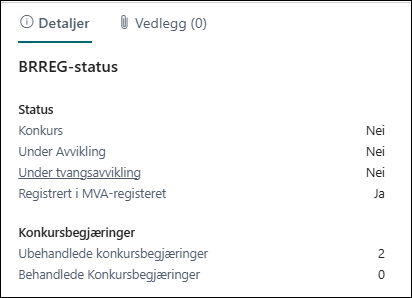 Detaljer
Vedlegg (0)
BRREG-status
Status
Konkurs Nei
Under Avvikling Nei
Under tvangsavvikling Nei
Registrert i MVA-registeret Ja
Konkursbegjæringer
Ubehandlede konkursbegjæringer 2
Behandlede Konkursbegjæringer 0